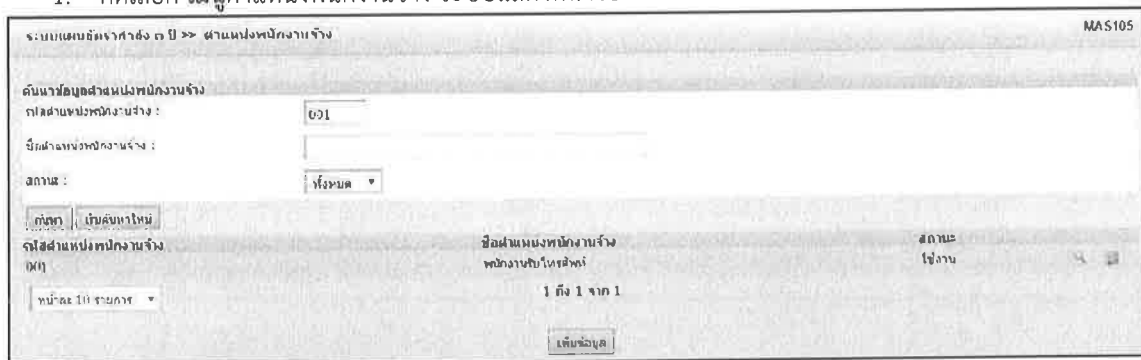 ระบบแผนอัตรากำลัง ๓ ปี >> ตำแหน่งพนักงานจ้าง
MAS105
ค้นหาข้อมูลตำแหน่งพนักงานจ้าง
รหัสตำแหน่งพนักงานจ้าง :
001
ชื่อตำแหน่งพนักงานจ้าง :
สถานะ :
ทั้งหมด
ค้นหา เริ่มค้นหาใหม่
รหัสตำแหน่งพนักงานจ้าง ชื่อตำแหน่งพนักงานจ้าง สถานะ
001 พนักงานรับโทรศัพท์ ใช้งาน
หน้าละ 10 รายการ 1 ถึง 1 จาก 1
เพิ่มข้อมูล